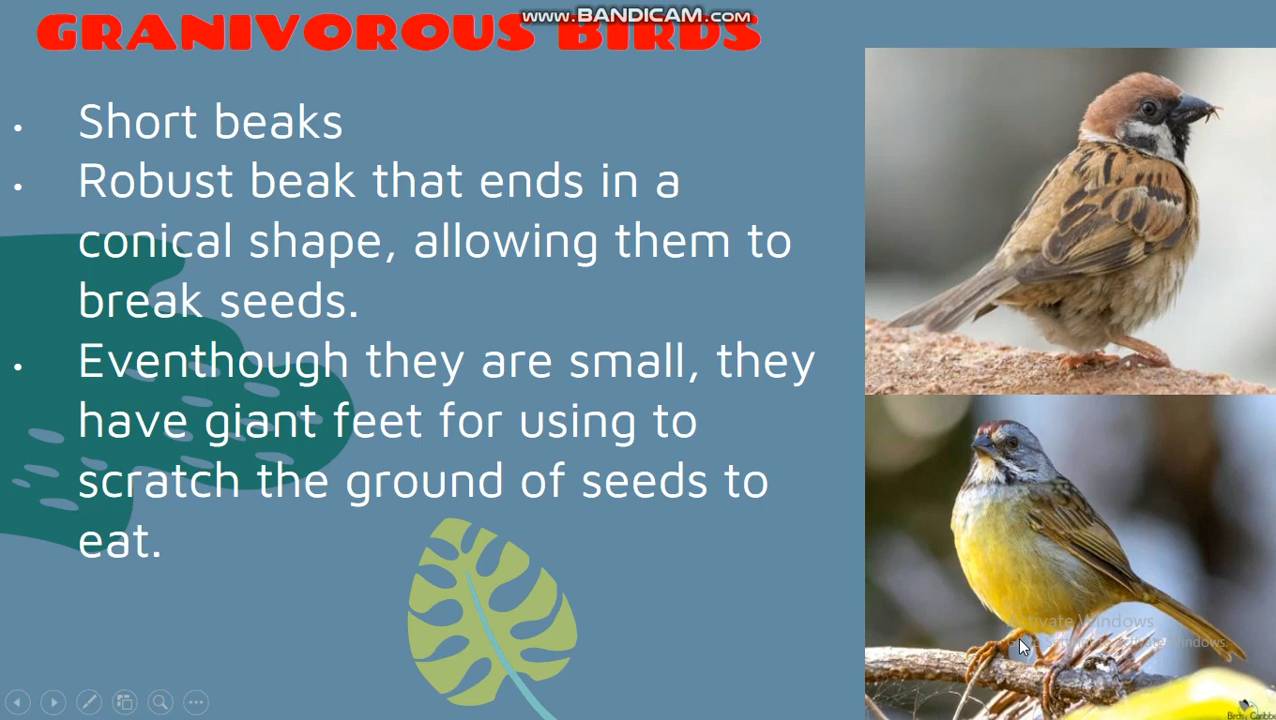 www.BANDICAM.com
GRANIVOROUS BIRDS
• Short beaks
• Robust beak that ends in a
conical shape, allowing them to
break seeds.
• Eventhough they are small, they
have giant feet for using to
scratch the ground of seeds to
eat.
Activate Windows
Activate Windows.